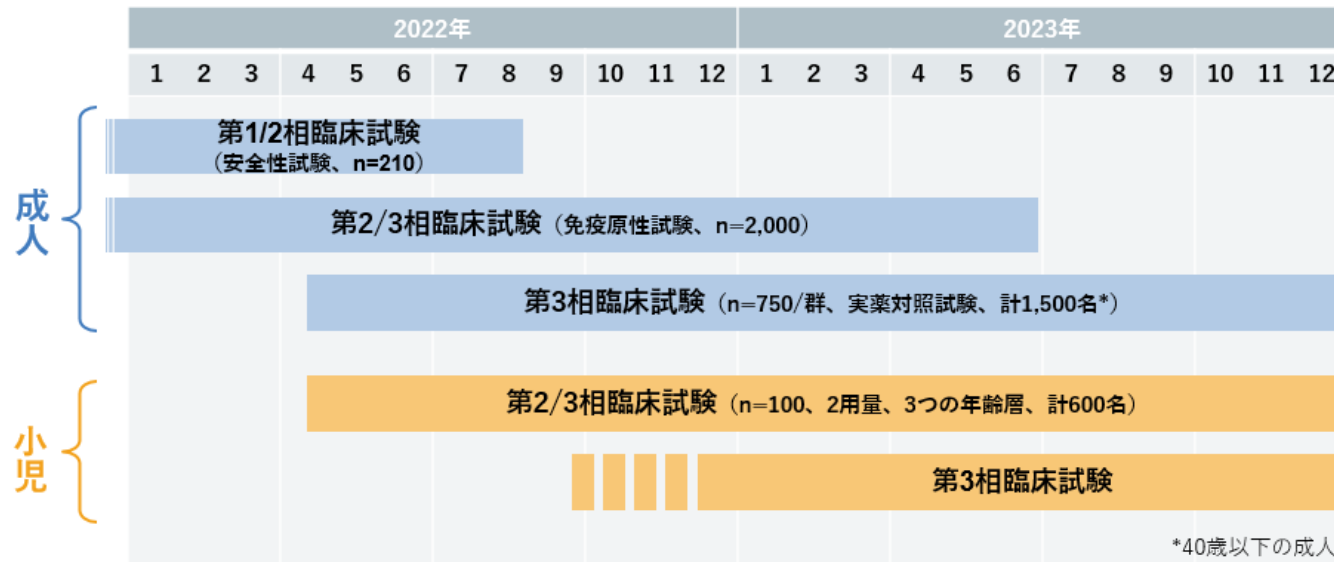 2022年 2023年
1 2 3 4 5 6 7 8 9 10 11 12 1 2 3 4 5 6 7 8 9 10 11 12
成人
第1/2相臨床試験
（安全性試験、n=210）
第2/3相臨床試験（免疫原性試験、n=2,000）
第3相臨床試験（n=750/群、実薬対照試験、計1,500名*）
小児
第2/3相臨床試験（n=100、2用量、3つの年齢層、計600名）
第3相臨床試験
*40歳以下の成人